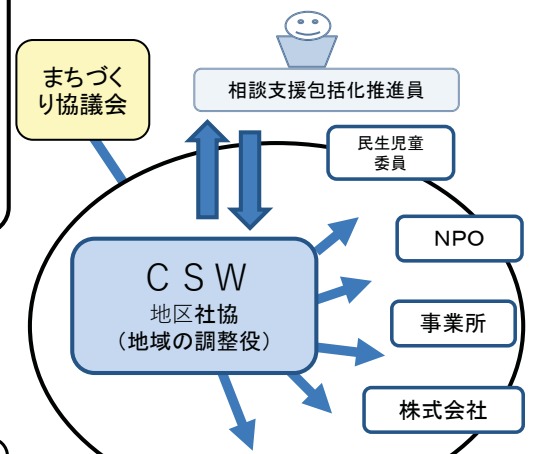 まちづく
り協議会
相談支援包括化推進員
民生児童
委員
NPO
ＣＳＷ
地区社協
（地域の調整役）
事業所
株式会社